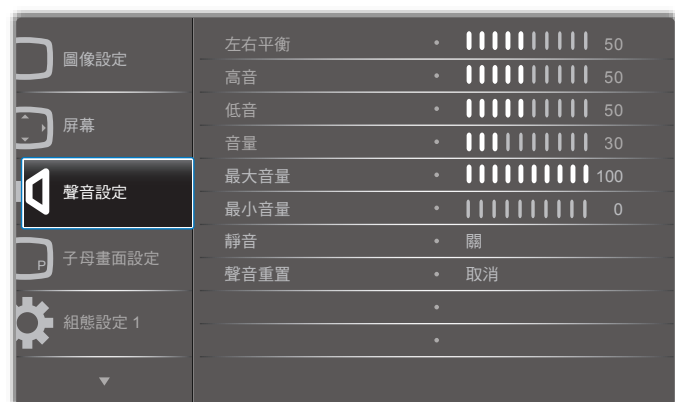 圖像設定
屏幕
聲音設定
P
子母畫面設定
組態設定 1
左右平衡 • 50
高音 • 50
低音 • 50
音量 • 30
最大音量 • 100
最小音量 • 0
靜音 • 關
聲音重置 • 取消